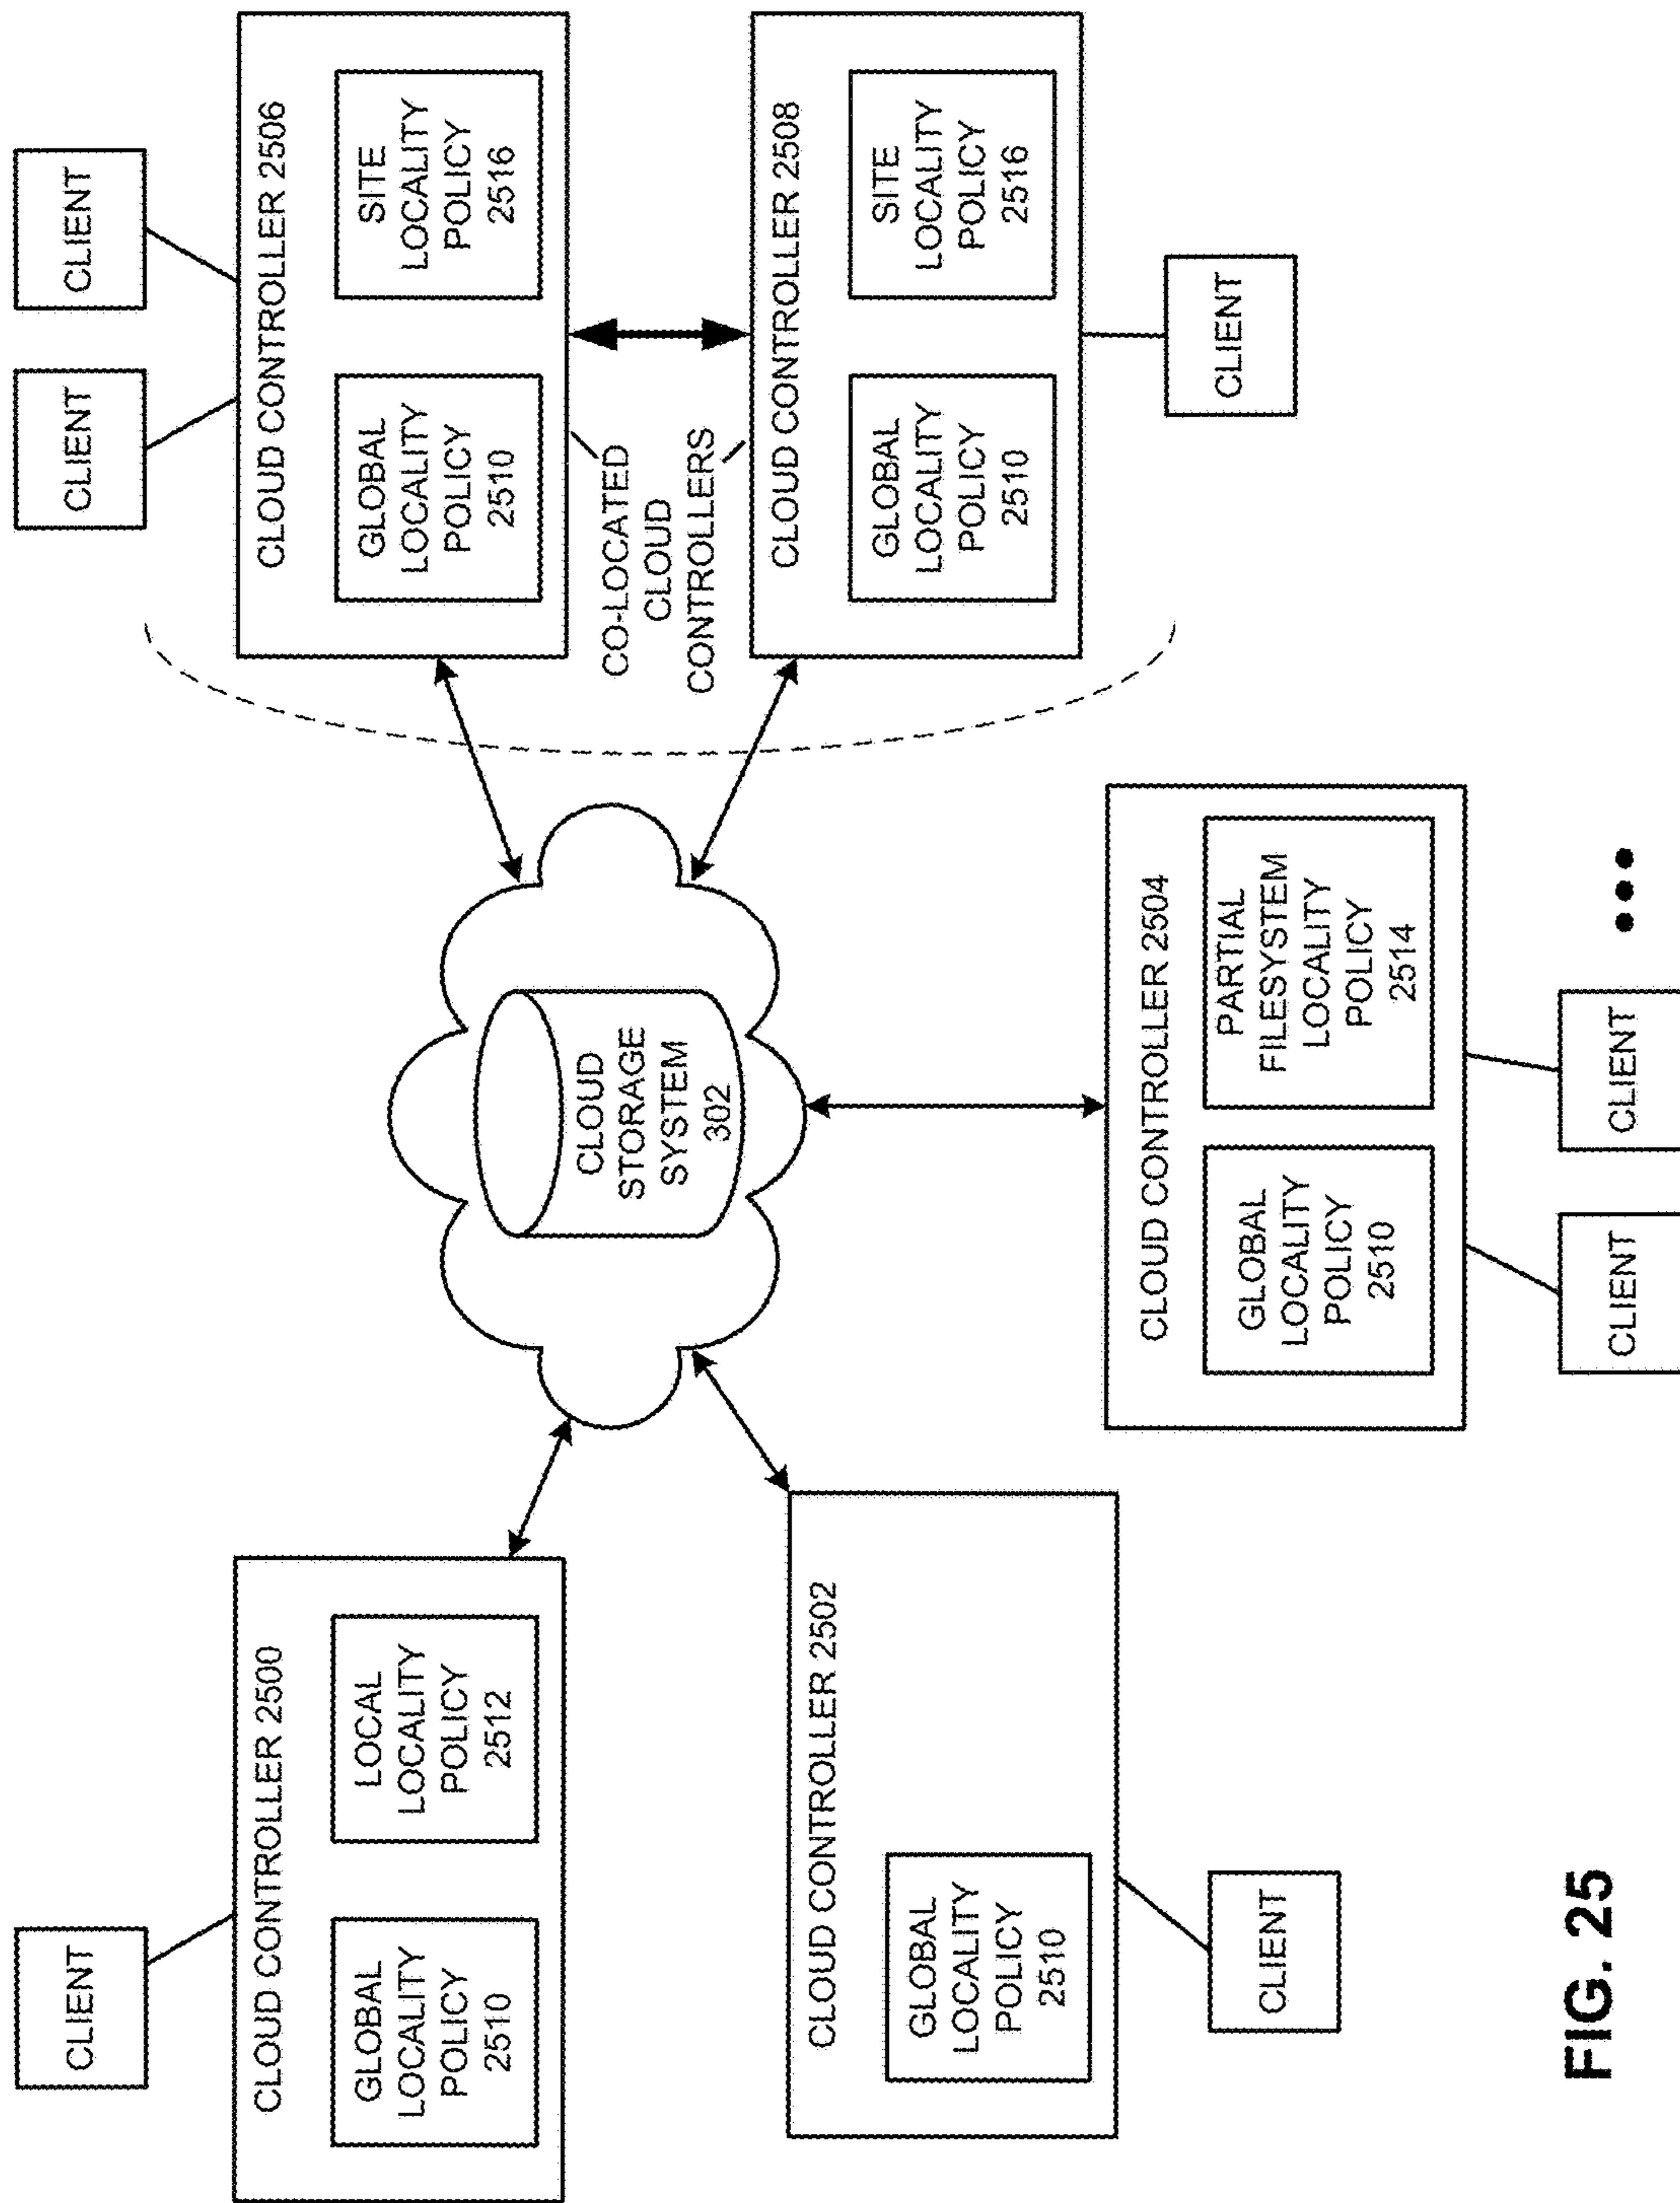 CLIENT
CLOUD CONTROLLER 2500
GLOBAL
LOCALITY
POLICY
2510
LOCAL
LOCALITY
POLICY
2512
CLOUD CONTROLLER 2502
GLOBAL
LOCALITY
POLICY
2510
CLIENT
CLOUD
STORAGE
SYSTEM
302
CLOUD CONTROLLER 2504
GLOBAL
LOCALITY
POLICY
2510
PARTIAL
FILESYSTEM
LOCALITY
POLICY
2514
CLIENT
CLIENT
CLIENT
CLIENT
CLOUD CONTROLLER 2506
GLOBAL
LOCALITY
POLICY
2510
SITE
LOCALITY
POLICY
2516
CO-LOCATED
CLOUD
CONTROLLERS
CLOUD CONTROLLER 2508
GLOBAL
LOCALITY
POLICY
2510
SITE
LOCALITY
POLICY
2516
CLIENT
FIG. 25